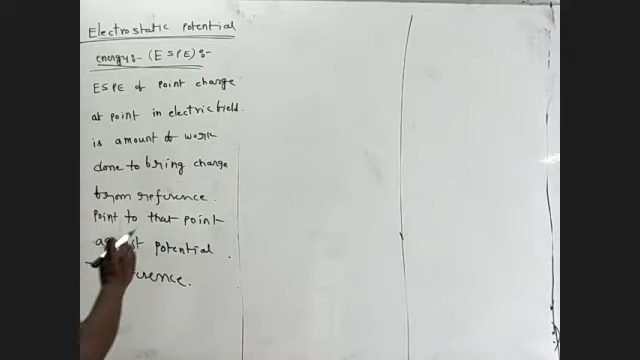 Electrostatic Potential
energy:- (ESPE):-
ESPE of Point charge
at point in electric field.
is amount of work
done to bring charge
from reference.
Point to that point
potential.